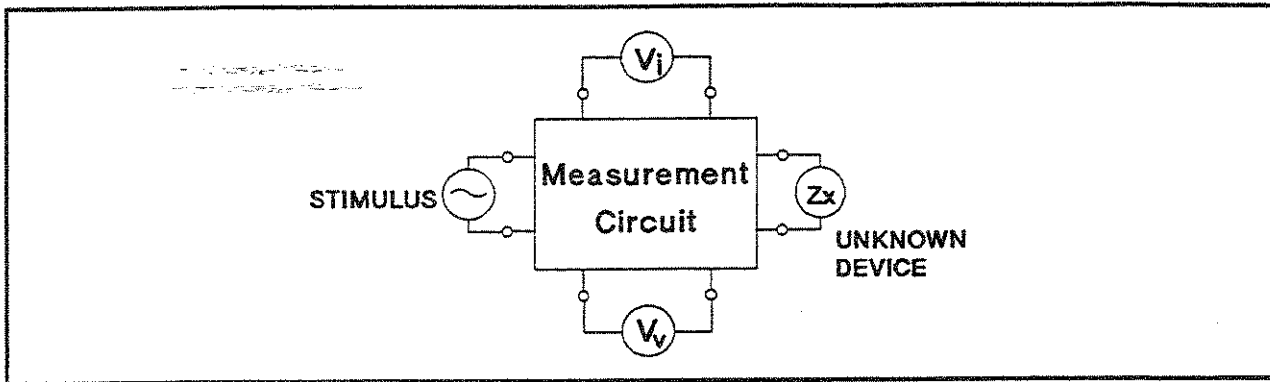 Vi
Measurement
Circuit
STIMULUS
Zx
UNKNOWN
DEVICE
Vv